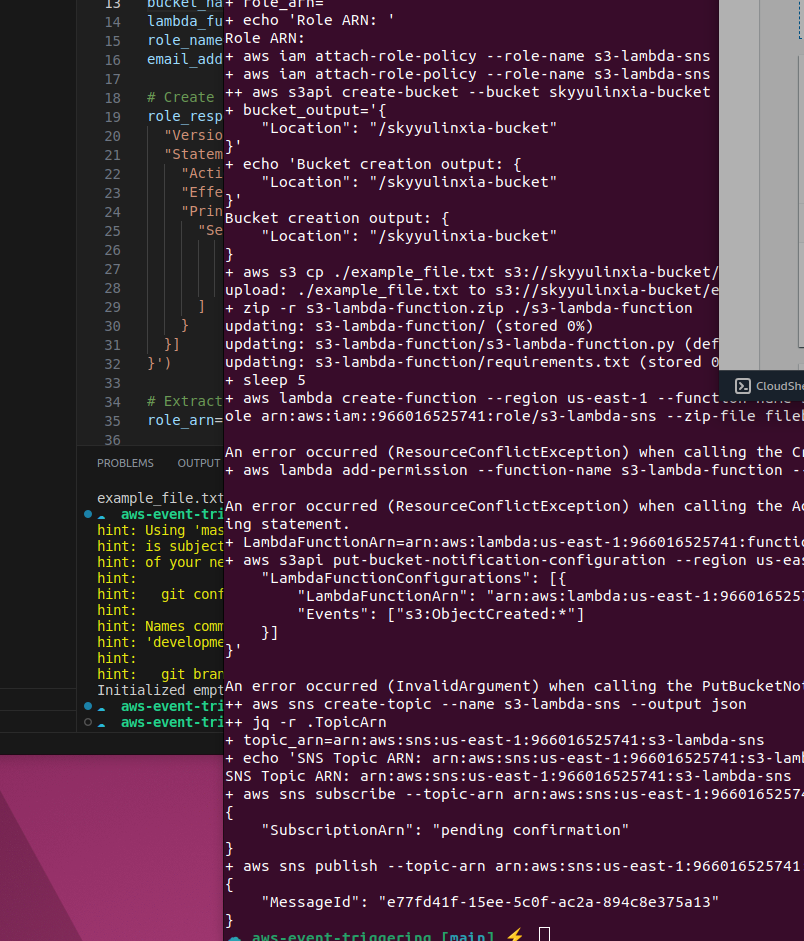 13 bucket_na
14 lambda_fu
15 role_name
16 email_add
17
18 # Create
19 role_resp
20 "Versio
21 "Statem
22 "Acti
23 "Effe
24 "Prin
25 "Se
26
27
28
29 ]
30 }
31 }]
32 }')
33
34 # Extract
35 role_arn=
36
PROBLEMS OUTPUT
example_file.txt
aws-event-tri
hint: Using 'mas
hint: is subject
hint: of your ne
hint:
hint: git conf
hint:
hint: Names comm
hint: 'developme
hint:
hint: git bran
Initialized empt
aws-event-tri
aws-event-tri
+ role_arn=
+ echo 'Role ARN: '
Role ARN:
+ aws iam attach-role-policy --role-name s3-lambda-sns
+ aws iam attach-role-policy --role-name s3-lambda-sns
++ aws s3api create-bucket --bucket skyyulinxia-bucket
+ bucket_output='{
"Location": "/skyyulinxia-bucket"
}'
+ echo 'Bucket creation output: {
"Location": "/skyyulinxia-bucket"
}'
Bucket creation output: {
"Location": "/skyyulinxia-bucket"
}
+ aws s3 cp ./example_file.txt s3://skyyulinxia-bucket/
upload: ./example_file.txt to s3://skyyulinxia-bucket/e
+ zip -r s3-lambda-function.zip ./s3-lambda-function
updating: s3-lambda-function/ (stored 0%)
updating: s3-lambda-function/s3-lambda-function.py (def
updating: s3-lambda-function/requirements.txt (stored 0
+ sleep 5
+ aws lambda create-function --region us-east-1 --function-name
ole arn:aws:iam::966016525741:role/s3-lambda-sns --zip-file fileb
An error occurred (ResourceConflictException) when calling the Cr
+ aws lambda add-permission --function-name s3-lambda-function --
An error occurred (ResourceConflictException) when calling the Ad
ing statement.
+ LambdaFunctionArn=arn:aws:lambda:us-east-1:966016525741:functio
+ aws s3api put-bucket-notification-configuration --region us-eas
"LambdaFunctionConfigurations": [{
"LambdaFunctionArn": "arn:aws:lambda:us-east-1:9660165257
"Events": ["s3:ObjectCreated:*"]
}]
}'
An error occurred (InvalidArgument) when calling the PutBucketNot
++ aws sns create-topic --name s3-lambda-sns --output json
++ jq -r .TopicArn
+ topic_arn=arn:aws:sns:us-east-1:966016525741:s3-lambda-sns
+ echo 'SNS Topic ARN: arn:aws:sns:us-east-1:966016525741:s3-lamb
SNS Topic ARN: arn:aws:sns:us-east-1:966016525741:s3-lambda-sns
+ aws sns subscribe --topic-arn arn:aws:sns:us-east-1:96601652574
{
"SubscriptionArn": "pending confirmation"
}
+ aws sns publish --topic-arn arn:aws:sns:us-east-1:966016525741
{
"MessageId": "e77fd41f-15ee-5c0f-ac2a-894c8e375a13"
}
aws-event-triggering [main] ⚡
CloudShe